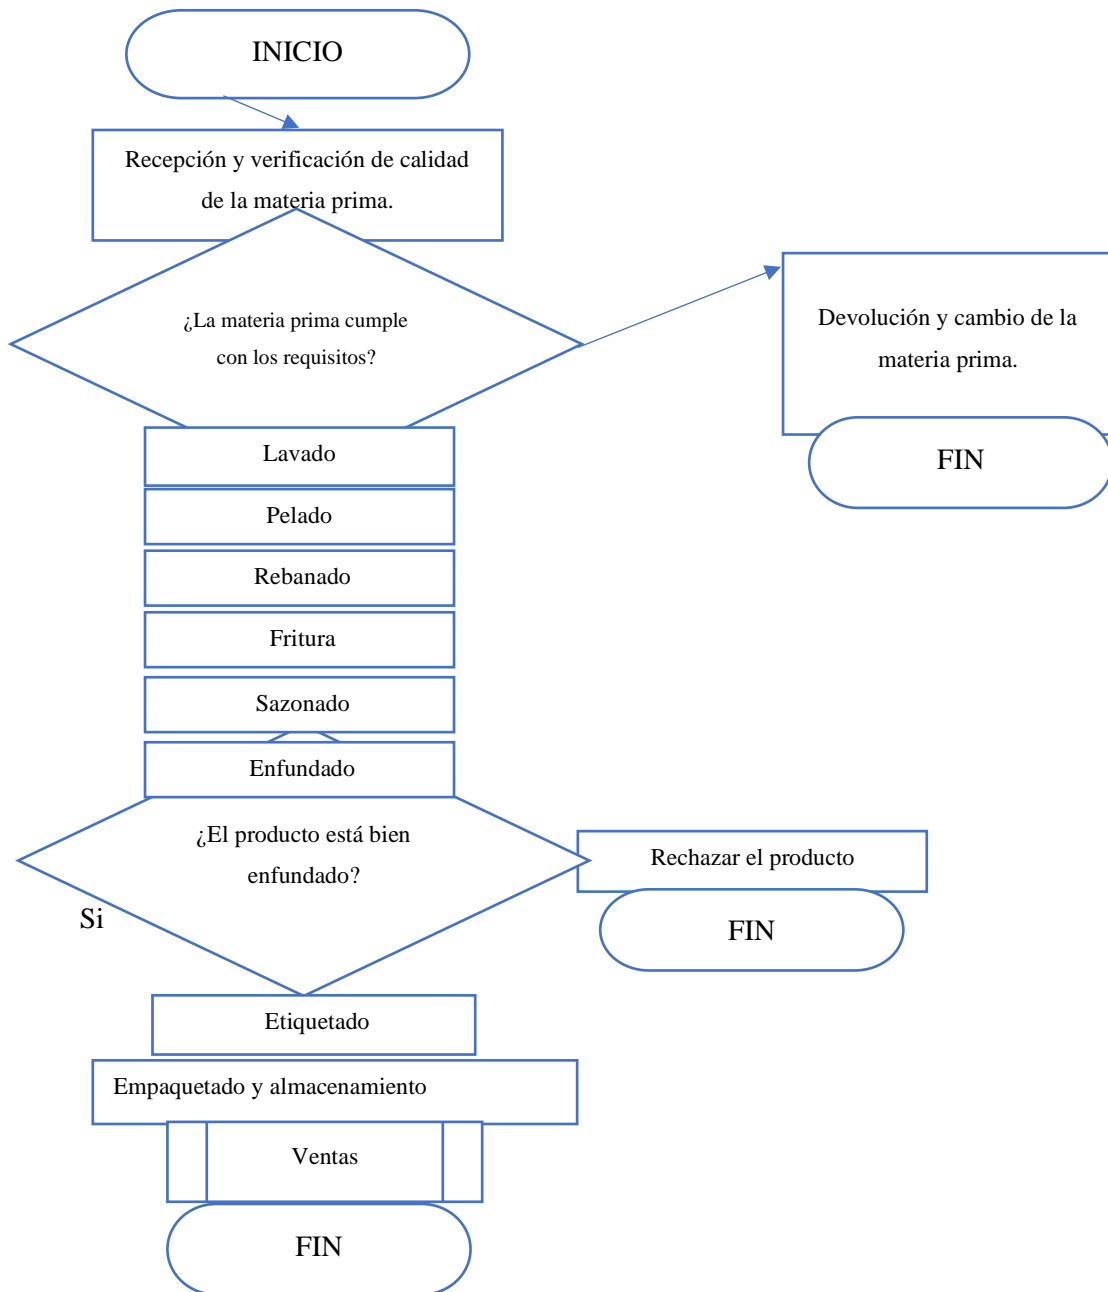 INICIO
Recepción y verificación de calidad
de la materia prima.
¿La materia prima cumple
con los requisitos?
Devolución y cambio de la
materia prima.
FIN
Lavado
Pelado
Rebanado
Fritura
Sazonado
Enfundado
¿El producto está bien
enfundado?
Rechazar el producto
Si
FIN
Etiquetado
Empaquetado y almacenamiento
Ventas
FIN